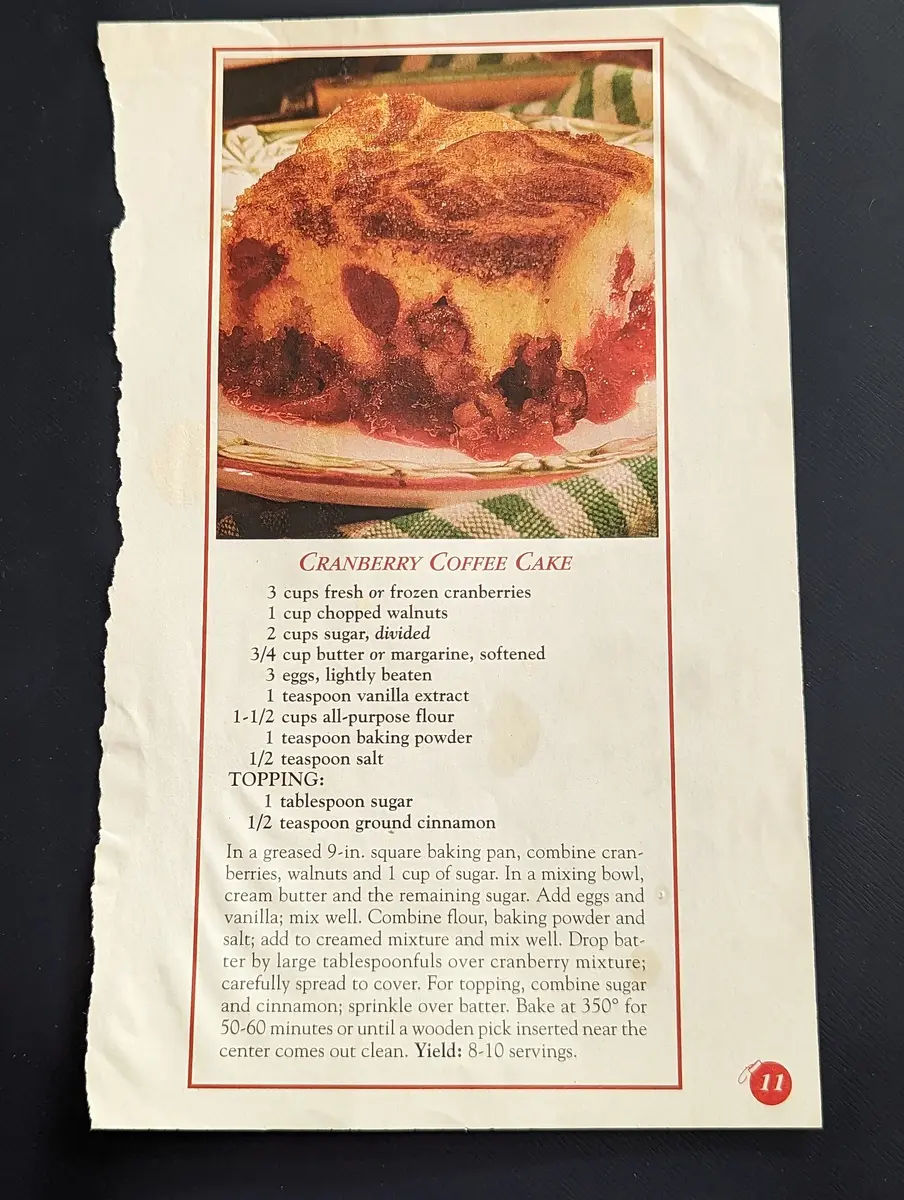 CRANBERRY COFFEE CAKE
3 cups fresh or frozen cranberries
1 cup chopped walnuts
2 cups sugar, divided
3/4 cup butter or margarine, softened
3 eggs, lightly beaten
1 teaspoon vanilla extract
1-1/2 cups all-purpose flour
1 teaspoon baking powder
1/2 teaspoon salt
TOPPING:
1 tablespoon sugar
1/2 teaspoon ground cinnamon
In a greased 9-in. square baking pan, combine cran-
berries, walnuts and 1 cup of sugar. In a mixing bowl,
cream butter and the remaining sugar. Add eggs and
vanilla; mix well. Combine flour, baking powder and
salt; add to creamed mixture and mix well. Drop bat-
ter by large tablespoonfuls over cranberry mixture;
carefully spread to cover. For topping, combine sugar
and cinnamon; sprinkle over batter. Bake at 350° for
50-60 minutes or until a wooden pick inserted near the
center comes out clean. Yield: 8-10 servings.
11